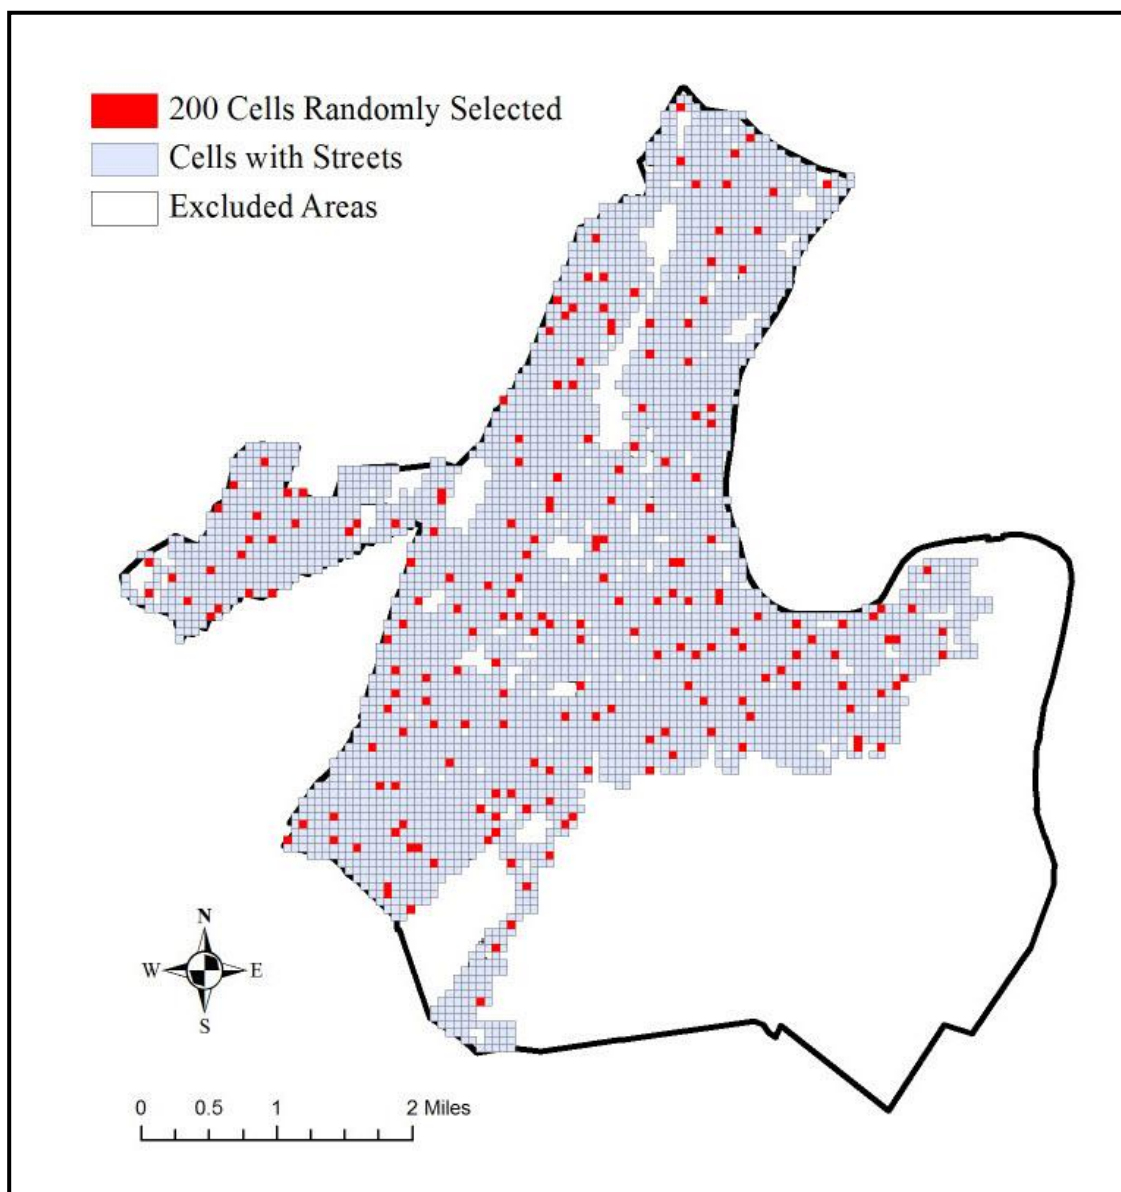 200 Cells Randomly Selected
Cells with Streets
Excluded Areas
N
W E
S
0 0.5 1 2 Miles